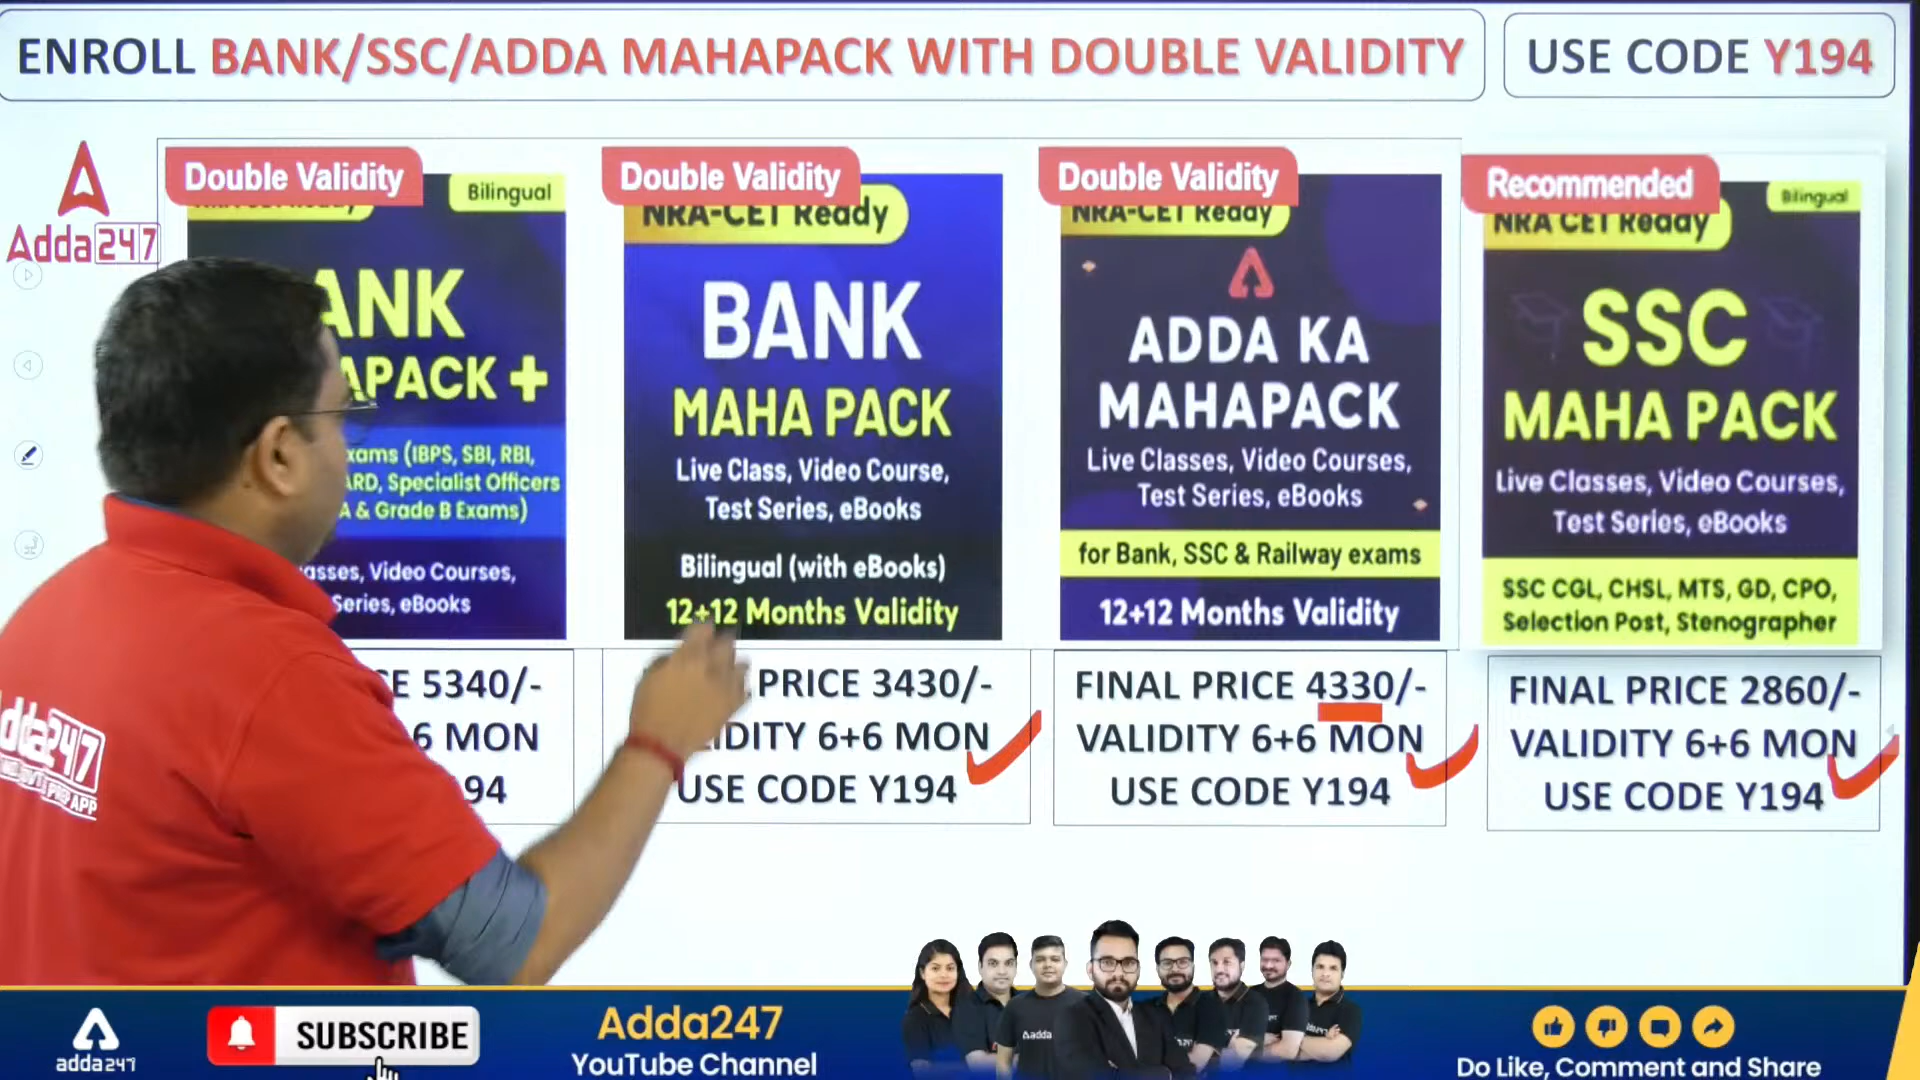 ENROLL BANK/SSC/ADDA MAHAPACK WITH DOUBLE VALIDITY
USE CODE Y194
Adda247
Double Validity
Bilingual
ANK
APACK +
xams (IBPS, SBI, RBI,
ARD, Specialist Officers
A & Grade B Exams)
asses, Video Courses,
Series, eBooks
E 5340/-
6 MON
94
Double Validity
NRA-CET Ready
BANK
MAHA PACK
Live Class, Video Course,
Test Series, eBooks
Bilingual (with eBooks)
12+12 Months Validity
PRICE 3430/-
LIDITY 6+6 MON
USE CODE Y194
Double Validity
NRA-CET Ready
ADDA KA
MAHAPACK
Live Classes, Video Courses,
Test Series, eBooks
for Bank, SSC & Railway exams
12+12 Months Validity
FINAL PRICE 4330/-
VALIDITY 6+6 MON
USE CODE Y194
Recommended
Bilingual
NRA CET Ready
SSC
MAHA PACK
Live Classes, Video Courses,
Test Series, eBooks
SSC CGL, CHSL, MTS, GD, CPO,
Selection Post, Stenographer
FINAL PRICE 2860/-
VALIDITY 6+6 MON
USE CODE Y194
adda247
SUBSCRIBE
Adda247
YouTube Channel
Do Like, Comment and Share